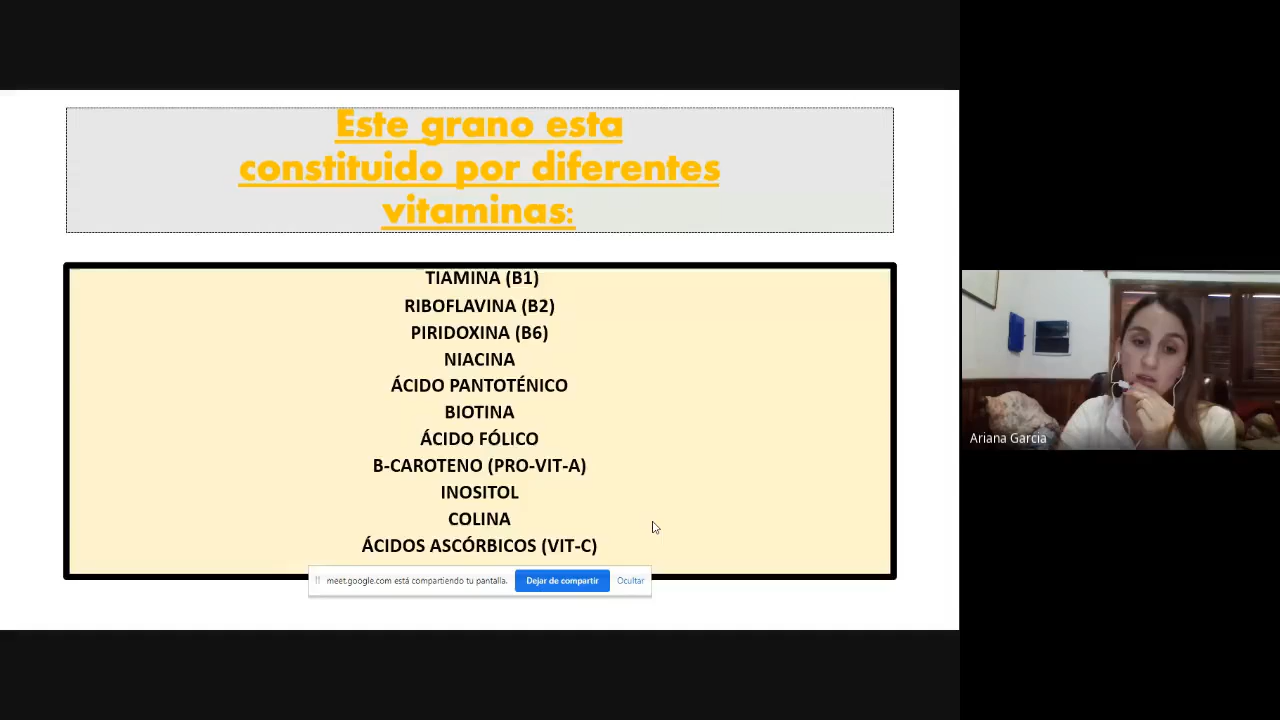 Este grano esta
constituido por diferentes
vitaminas:
TIAMINA (B1)
RIBOFLAVINA (B2)
PIRIDOXINA (B6)
NIACINA
ÁCIDO PANTOTÉNICO
BIOTINA
ÁCIDO FÓLICO
B-CAROTENO (PRO-VIT-A)
INOSITOL
COLINA
ÁCIDOS ASCÓRBICOS (VIT-C)
meet.google.com está compartiendo tu pantalla. Dejar de compartir Ocultar
Ariana Garcia